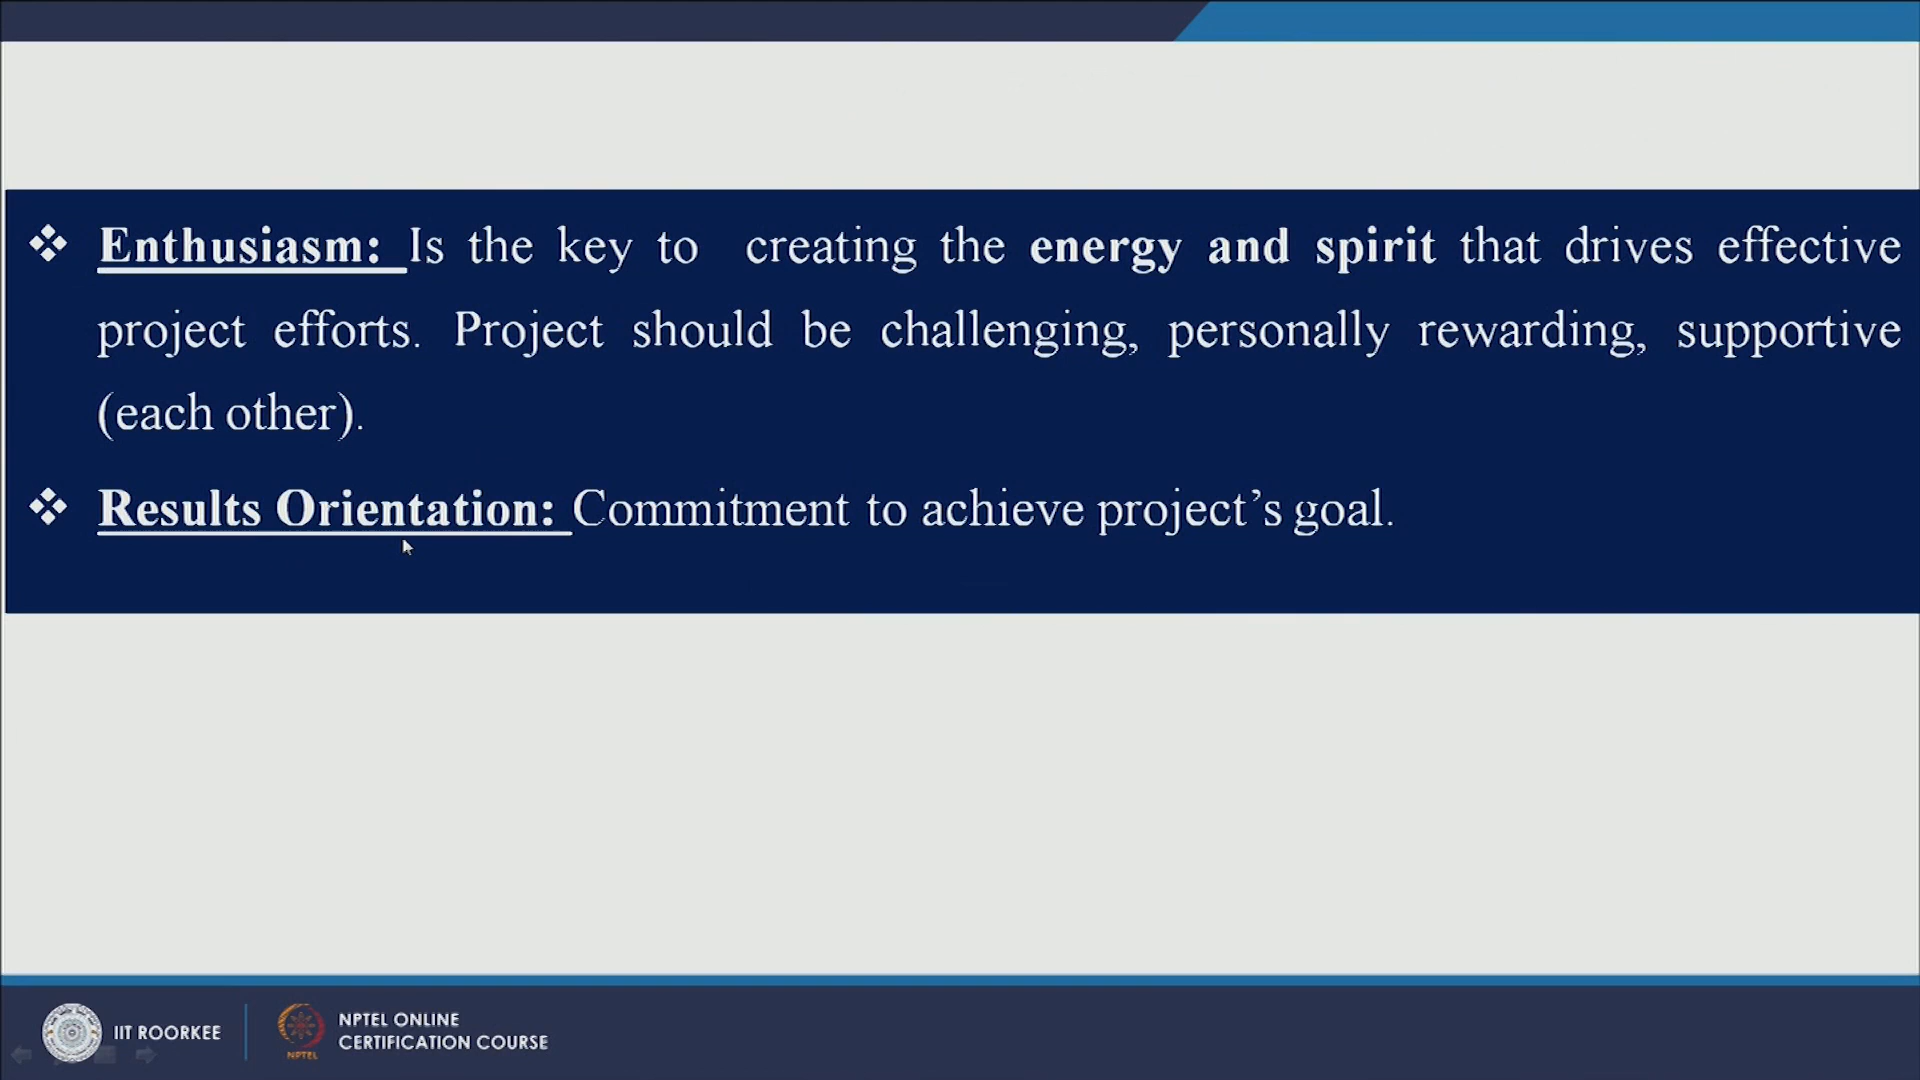 ❖ Enthusiasm: Is the key to creating the energy and spirit that drives effective
project efforts. Project should be challenging, personally rewarding, supportive
(each other).
❖ Results Orientation: Commitment to achieve project’s goal.
IIT ROORKEE
NPTEL
NPTEL ONLINE
CERTIFICATION COURSE